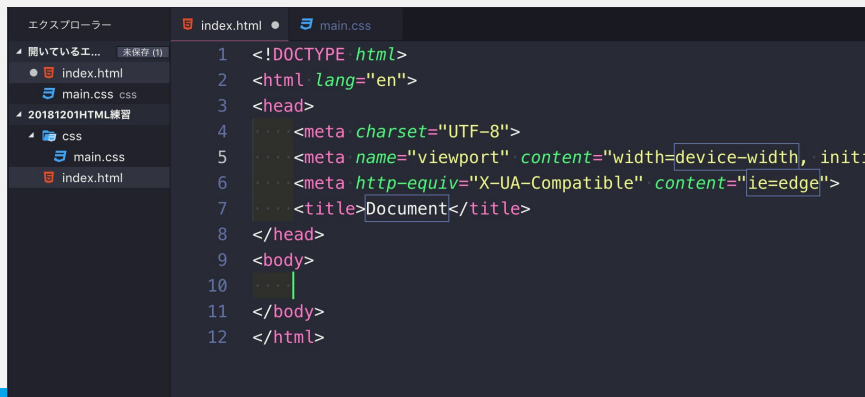 エクスプローラー
index.html
main.css
開いているエ... 未保存 (1)
index.html
main.css css
20181201HTML練習
css
main.css
index.html
1 <!DOCTYPE html>
2 <html lang="en">
3 <head>
4 <meta charset="UTF-8">
5 <meta name="viewport" content="width=device-width, initi
6 <meta http-equiv="X-UA-Compatible" content="ie=edge">
7 <title>Document</title>
8 </head>
9 <body>
10
11 </body>
12 </html>